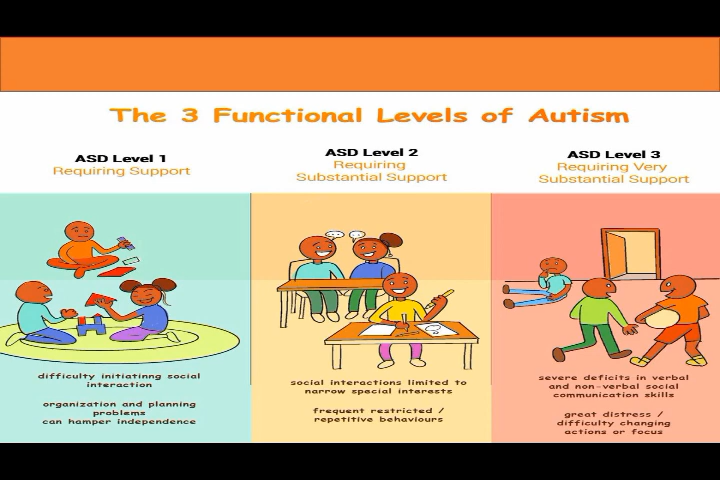 The 3 Functional Levels of Autism
ASD Level 1
Requiring Support
ASD Level 2
Requiring
Substantial Support
ASD Level 3
Requiring Very
Substantial Support
difficulty initiatinng social
interaction
organization and planning
problems
can hamper independence
social interactions limited to
narrow special interests
frequent restricted /
repetitive behaviours
severe deficits in verbal
and non-verbal social
communication skills
great distress /
difficulty changing
actions or focus